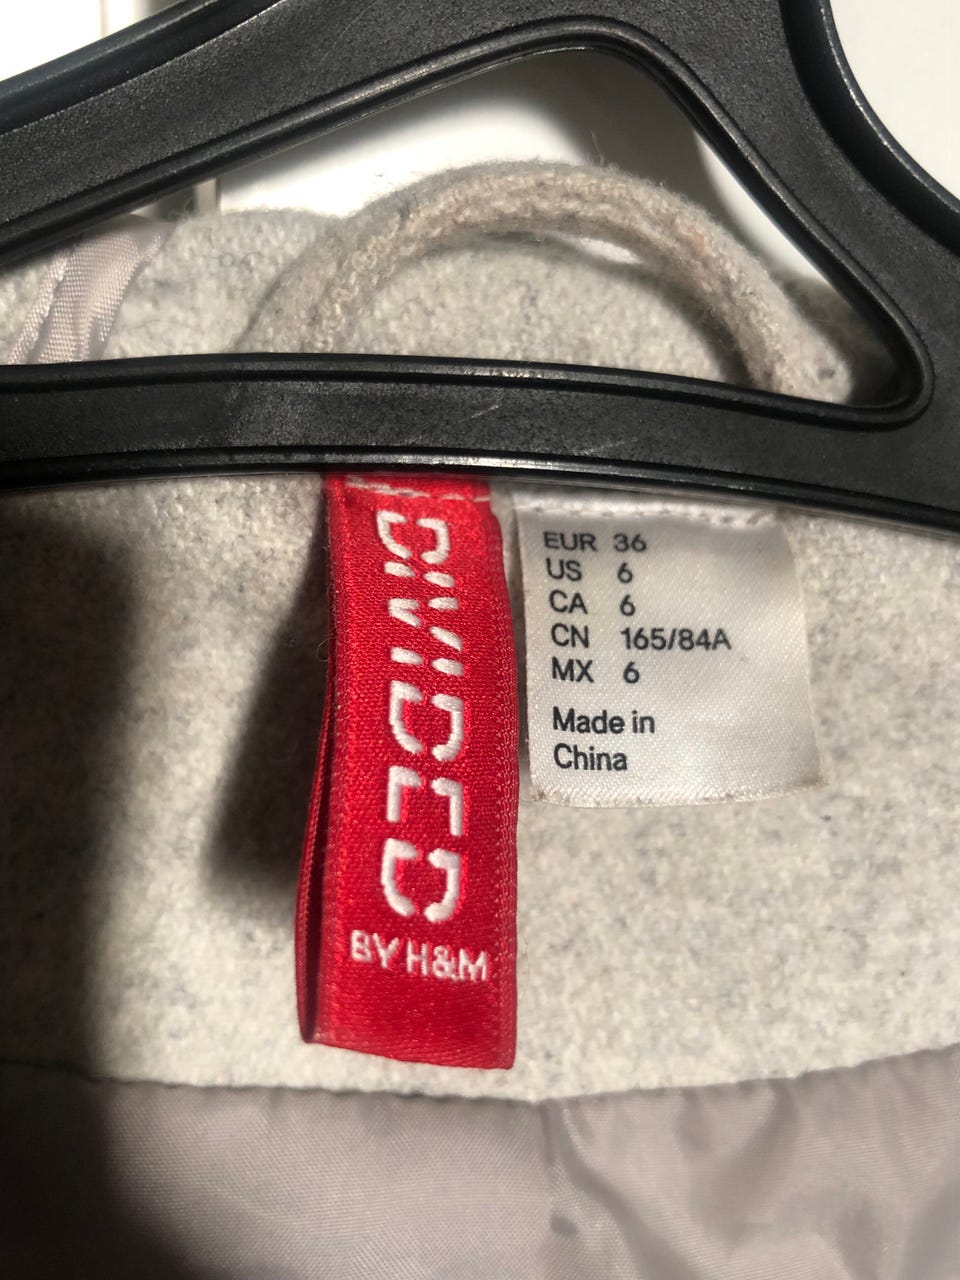 DIVIDED
BY H&M
EUR 36
US 6
CA 6
CN 165/84A
MX 6
Made in
China